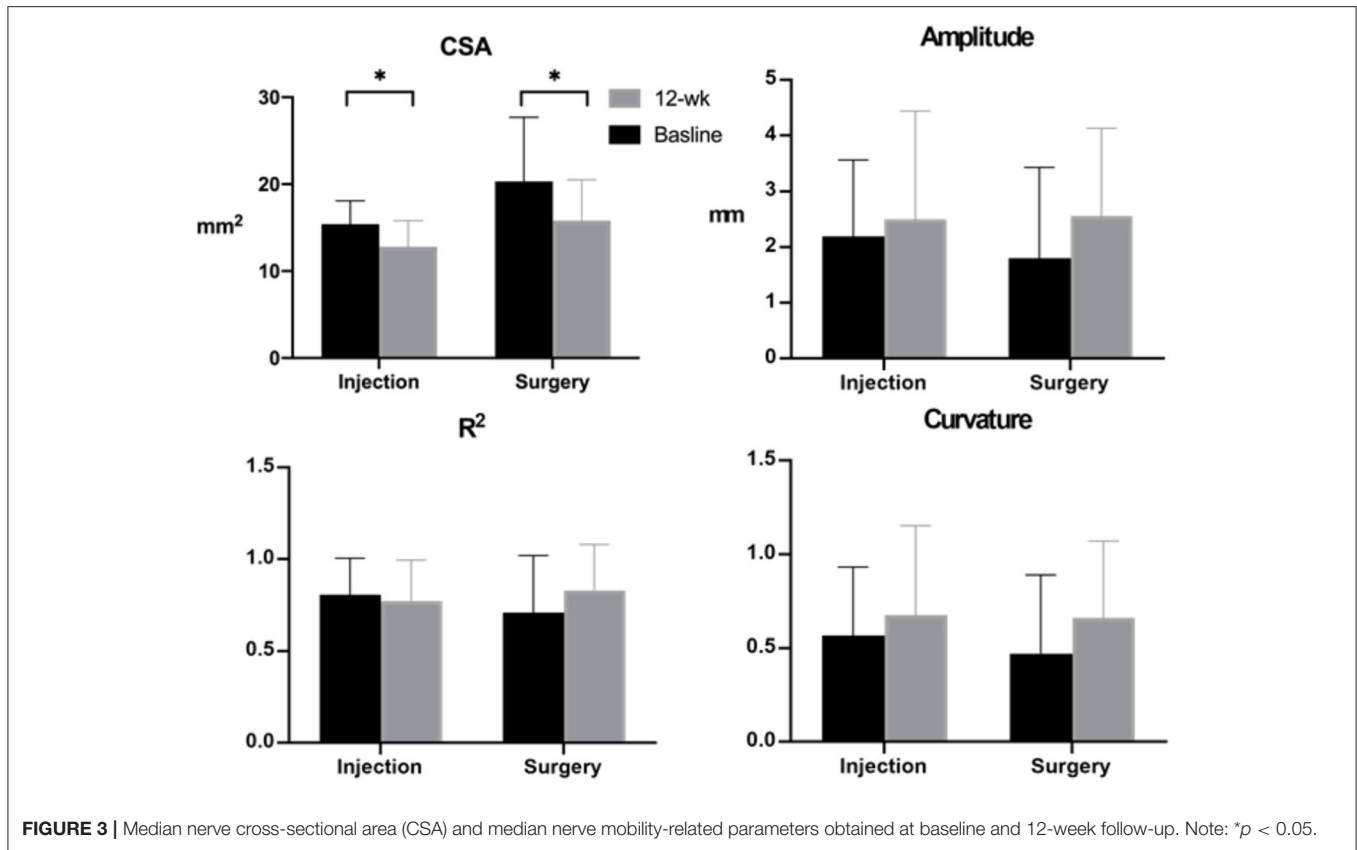 CSA
* *
30
20
10
0
mm²
12-wk
Basline
Injection Surgery
Amplitude
5
4
3
2
1
0
mm
Injection Surgery
R²
1.5
1.0
0.5
0.0
Injection Surgery
Curvature
1.5
1.0
0.5
0.0
Injection Surgery
FIGURE 3 | Median nerve cross-sectional area (CSA) and median nerve mobility-related parameters obtained at baseline and 12-week follow-up. Note: *p < 0.05.